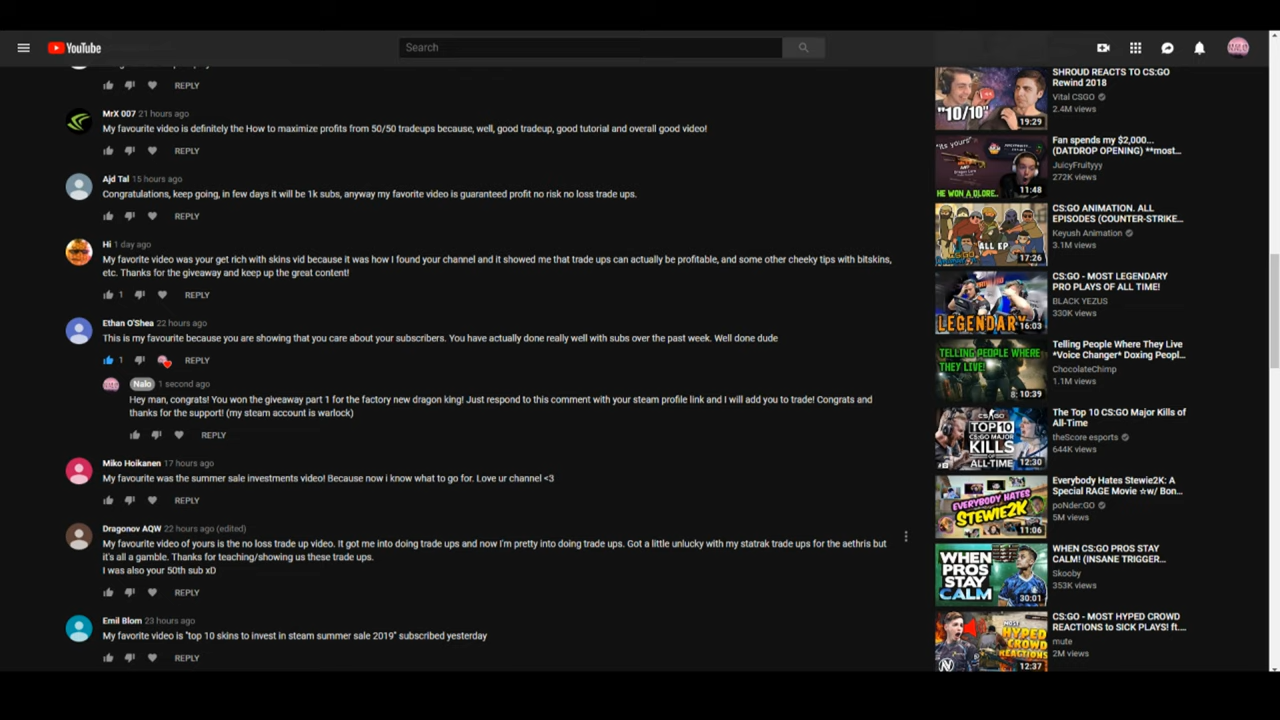 YouTube
Search
REPLY
MrX 007 21 hours ago
My favourite video is definitely the How to maximize profits from 50/50 tradeups because, well, good tradeup, good tutorial and overall good video!
REPLY
Ajd Tal 15 hours ago
Congratulations, keep going, in few days it will be 1k subs, anyway my favorite video is guaranteed profit no risk no loss trade ups.
REPLY
Hi 1 day ago
My favorite video was your get rich with skins vid because it was how I found your channel and it showed me that trade ups can actually be profitable, and some other cheeky tips with bitskins,
etc. Thanks for the giveaway and keep up the great content!
1 REPLY
Ethan O'Shea 22 hours ago
This is my favourite because you are showing that you care about your subscribers. You have actually done really well with subs over the past week. Well done dude
1 REPLY
Nalo 1 second ago
Hey man, congrats! You won the giveaway part 1 for the factory new dragon king! Just respond to this comment with your steam profile link and I will add you to trade! Congrats and
thanks for the support! (my steam account is warlock)
REPLY
Miko Hoikanen 17 hours ago
My favourite was the summer sale investments video! Because now i know what to go for. Love ur channel <3
REPLY
Dragonov AQW 22 hours ago (edited)
My favourite video of yours is the no loss trade up video. It got me into doing trade ups and now I'm pretty into doing trade ups. Got a little unlucky with my statrak trade ups for the aethris but
it's all a gamble. Thanks for teaching/showing us these trade ups.
I was also your 50th sub xD
REPLY
Emil Blom 23 hours ago
My favorite video is "top 10 skins to invest in steam summer sale 2019" subscribed yesterday
REPLY
"10/10"
19:29
SHROUD REACTS TO CS:GO
Rewind 2018
Vital CSGO
2.4M views
"its yours"
HE WON A DLORE..
11:48
Fan spends my $2,000...
(DATDROP OPENING) **most...
JuicyFruityyy
272K views
ALL EP
17:26
CS:GO ANIMATION. ALL
EPISODES (COUNTER-STRIKE...
Keyush Animation
3.1M views
LEGENDARY
16:03
CS:GO - MOST LEGENDARY
PRO PLAYS OF ALL TIME!
BLACK YEZUS
330K views
TELLING PEOPLE WHERE
THEY LIVE!
10:39
Telling People Where They Live
*Voice Changer* Doxing Peopl...
ChocolateChimp
1.1M views
CS:GO
TOP 10
CS:GO MAJOR
KILLS
OF
ALL-TIME
12:30
The Top 10 CS:GO Major Kills of
All-Time
theScore esports
644K views
EVERYBODY HATES
STEWIE2K
11:06
Everybody Hates Stewie2K: A
Special RAGE Movie ☆w/ Bon...
poNder:GO
5M views
WHEN
PROS
STAY
CALM
30:01
WHEN CS:GO PROS STAY
CALM! (INSANE TRIGGER...
Skooby
353K views
MOST
HYPED
CROWD
REACTIONS
12:37
CS:GO - MOST HYPED CROWD
REACTIONS to SICK PLAYS! ft....
mute
2M views